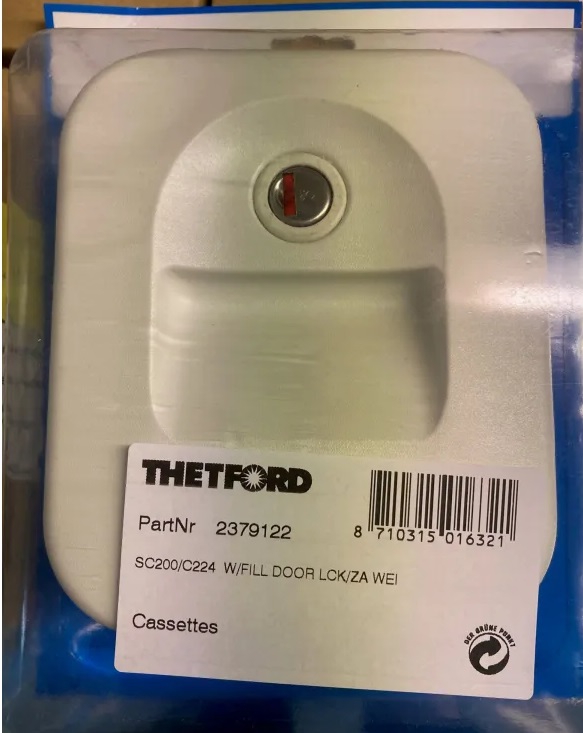 THETFORD
PartNr 2379122
8 710315 016321
SC200/C224 W/FILL DOOR LCK/ZA WEI
Cassettes
DER GRÜNE PUNKT